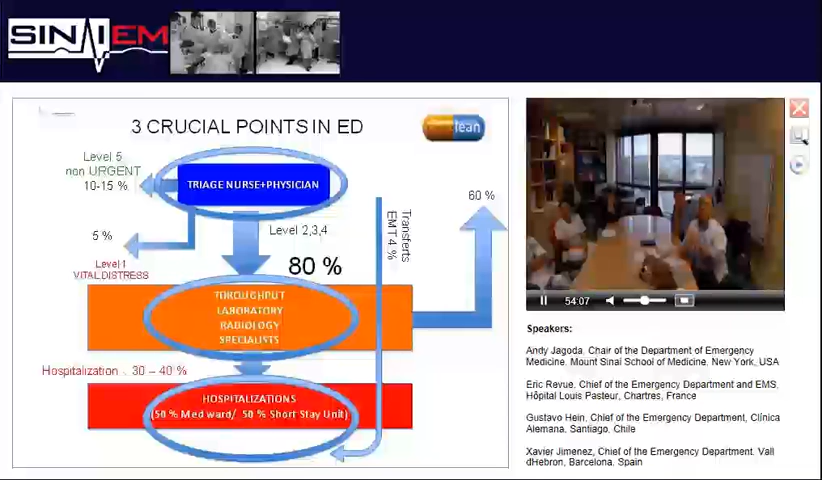 SINIEM
3 CRUCIAL POINTS IN ED
lean
Level 5
non URGENT
10-15 %
TRIAGE NURSE+PHYSICIAN
5 %
Level 1
VITAL DISTRESS
Level 2,3,4
80 %
Transferts
EMT 4 %
60 %
TOROUGHTPUT
LABORATORY
RADIOLOGY
SPECIALISTS
Hospitalization : 30 – 40 %
HOSPITALIZATIONS
(50 % Med ward/ 50 % Short Stay Unit)
54:07
Speakers:
Andy Jagoda, Chair of the Department of Emergency
Medicine, Mount Sinai School of Medicine, New York, USA
Eric Revue, Chief of the Emergency Department and EMS,
Hôpital Louis Pasteur, Chartres, France
Gustavo Hein, Chief of the Emergency Department, Clínica
Alemana, Santiago, Chile
Xavier Jimenez, Chief of the Emergency Department. Vall
dHebron, Barcelona, Spain